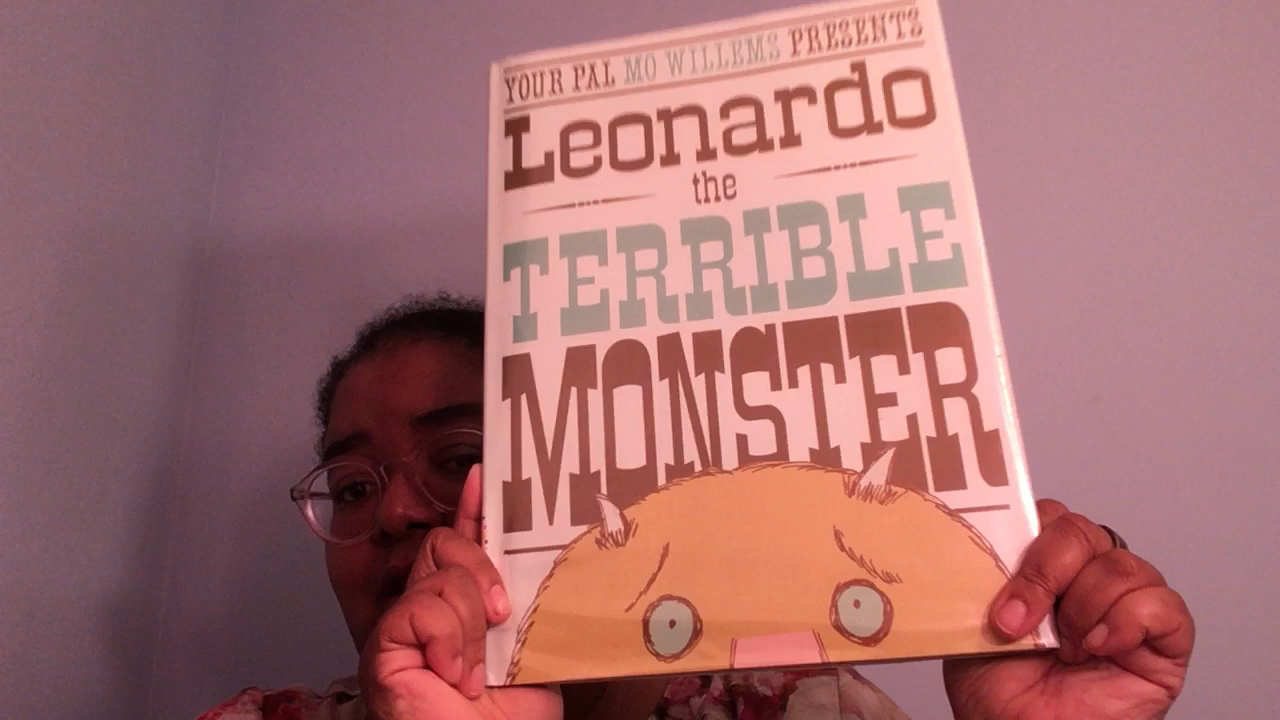 YOUR PAL MO WILLEMS PRESENTS
Leonardo
the
TERRIBLE
MONSTER